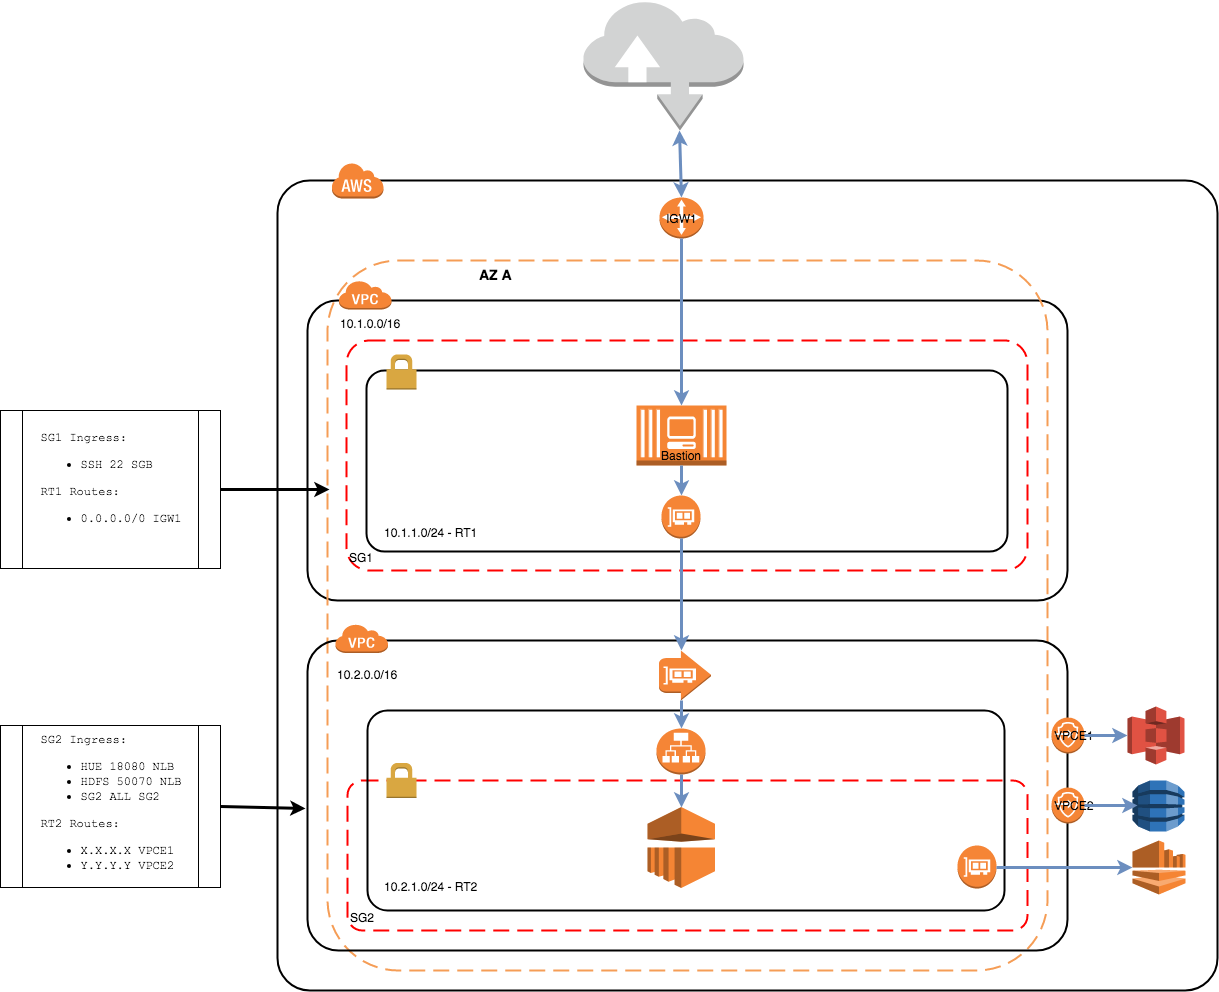 AWS
IGW1
AZ A
VPC
10.1.0.0/16
Bastion
10.1.1.0/24 - RT1
SG1
SG1 Ingress:
• SSH 22 SGB
RT1 Routes:
• 0.0.0.0/0 IGW1
VPC
10.2.0.0/16
VPCE1
VPCE2
10.2.1.0/24 - RT2
SG2
SG2 Ingress:
• HUE 18080 NLB
• HDFS 50070 NLB
• SG2 ALL SG2
RT2 Routes:
• X.X.X.X VPCE1
• Y.Y.Y.Y VPCE2